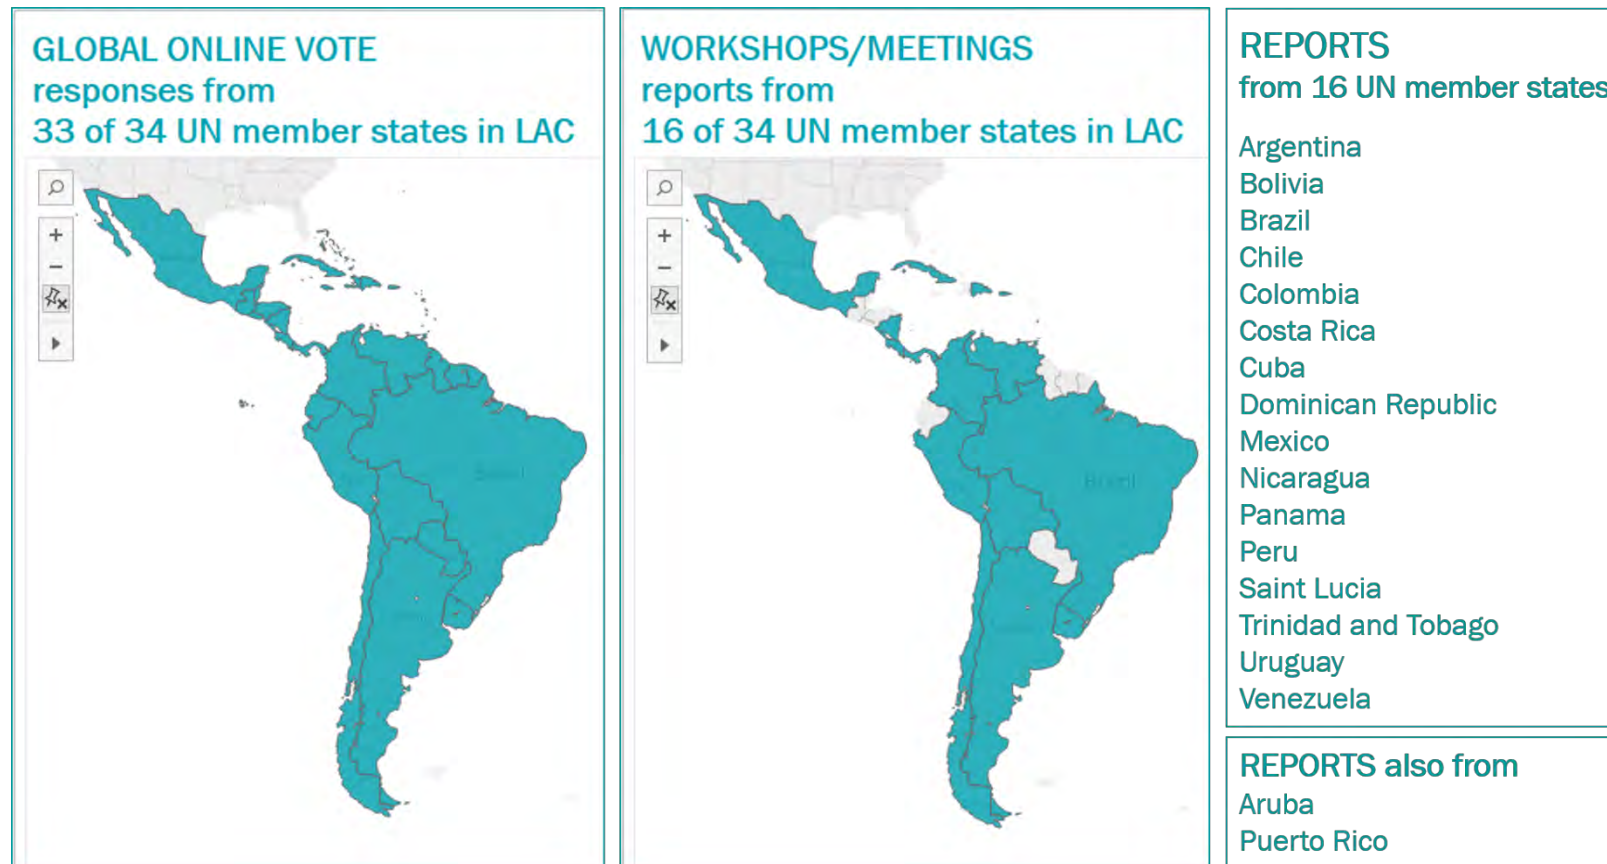 GLOBAL ONLINE VOTE
responses from
33 of 34 UN member states in LAC
WORKSHOPS/MEETINGS
reports from
16 of 34 UN member states in LAC
Brazil
REPORTS
from 16 UN member states
Argentina
Bolivia
Brazil
Chile
Colombia
Costa Rica
Cuba
Dominican Republic
Mexico
Nicaragua
Panama
Peru
Saint Lucia
Trinidad and Tobago
Uruguay
Venezuela
REPORTS also from
Aruba
Puerto Rico